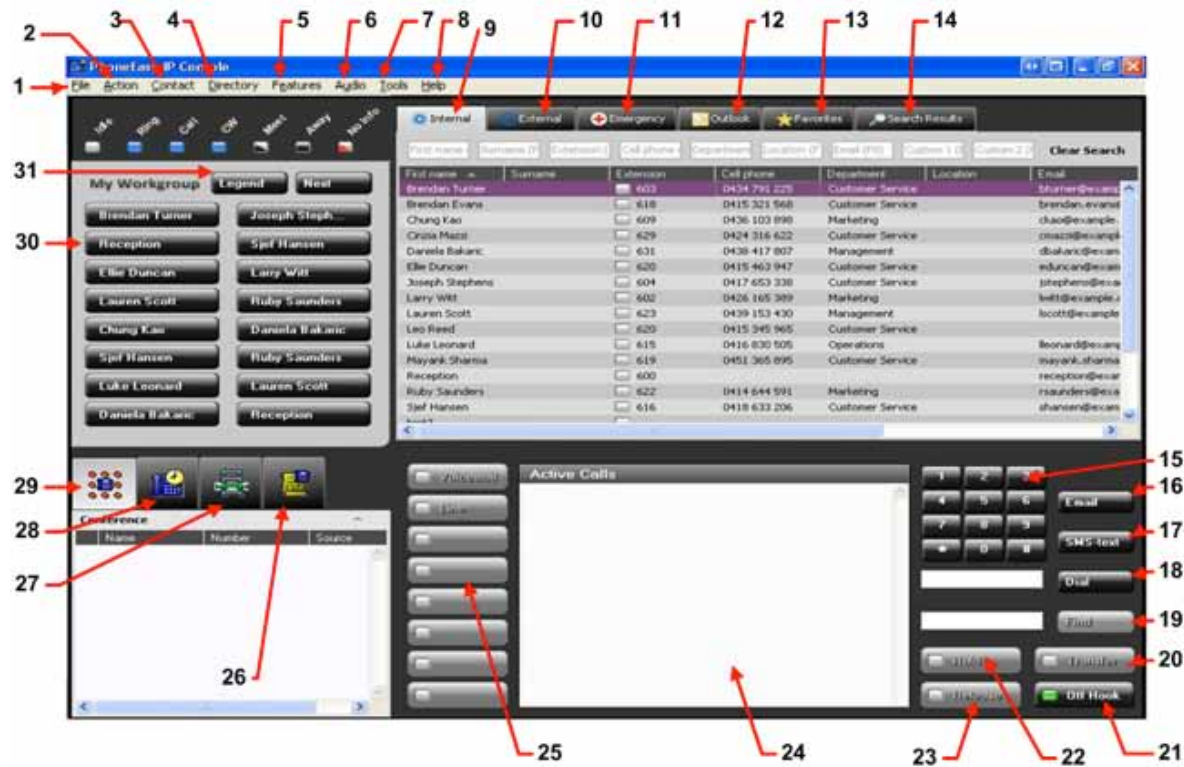 2 3 4 5 6 7 8 9 10 11 12 13 14
PhoneEasy IP Console
1 File Action Contact Directory Features Audio Tools Help
Idle Ring Call CW Meet Away No Info
Internal External Emergency Outlook Favorites Search Results
Clear Search
31
My Workgroup Legend Next
30
Brendan Turner Joseph Steph...
Reception Sjef Hansen
Ellie Duncan Larry Witt
Lauren Scott Ruby Saunders
Chung Kao Daniela Bakaric
Sjef Hansen Ruby Saunders
Luke Leonard Lauren Scott
Daniela Bakaric Reception
First name Surname Extension Cell phone Department Location Email
Brendan Turner 603 0434 791 225 Customer Service
Brendan Evans 618 0415 321 568 Customer Service
Chung Kao 609 0436 103 898 Marketing
Cinzia Mazzi 629 0424 316 622 Customer Service
Daniela Bakaric 631 0438 417 807 Management
Ellie Duncan 620 0415 463 947 Customer Service
Joseph Stephens 604 0417 653 338 Customer Service
Larry Witt 602 0426 165 389 Marketing
Lauren Scott 623 0439 153 430 Management
Leo Reed 620 0415 345 965 Customer Service
Luke Leonard 615 0416 830 505 Operations
Mayank Sharma 619 0451 365 895 Customer Service
Reception 600
Ruby Saunders 622 0414 644 591 Marketing
Sjef Hansen 616 0418 633 206 Customer Service
29
28
27
26
Conference
Name Number Source
Voicemail
Line
25
Active Calls
24
1 2 3
4 5 6
7 8 9
* 0 #
15
16
Email
17
SMS text
18
Dial
19
Find
20
Hold Transfer
Release Off Hook
21
22
23